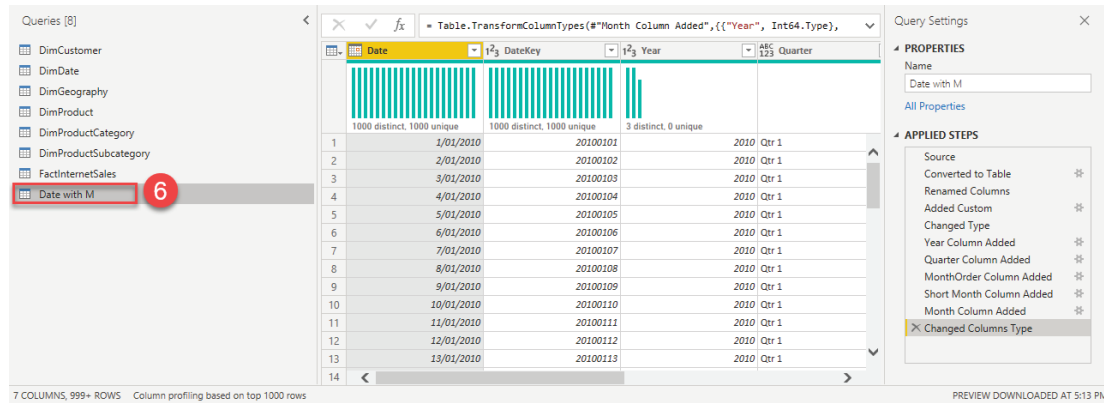 Queries [8]
DimCustomer
DimDate
DimGeography
DimProduct
DimProductCategory
DimProductSubcategory
FactInternetSales
Date with M
6
fx = Table.TransformColumnTypes(#"Month Column Added",{{"Year", Int64.Type},
Date 1²3 DateKey 1²3 Year ABC 123 Quarter
1000 distinct, 1000 unique 1000 distinct, 1000 unique 3 distinct, 0 unique
1 1/01/2010 20100101 2010 Qtr 1
2 2/01/2010 20100102 2010 Qtr 1
3 3/01/2010 20100103 2010 Qtr 1
4 4/01/2010 20100104 2010 Qtr 1
5 5/01/2010 20100105 2010 Qtr 1
6 6/01/2010 20100106 2010 Qtr 1
7 7/01/2010 20100107 2010 Qtr 1
8 8/01/2010 20100108 2010 Qtr 1
9 9/01/2010 20100109 2010 Qtr 1
10 10/01/2010 20100110 2010 Qtr 1
11 11/01/2010 20100111 2010 Qtr 1
12 12/01/2010 20100112 2010 Qtr 1
13 13/01/2010 20100113 2010 Qtr 1
14
Query Settings
PROPERTIES
Name
Date with M
All Properties
APPLIED STEPS
Source
Converted to Table
Renamed Columns
Added Custom
Changed Type
Year Column Added
Quarter Column Added
MonthOrder Column Added
Short Month Column Added
Month Column Added
Changed Columns Type
7 COLUMNS, 999+ ROWS Column profiling based on top 1000 rows
PREVIEW DOWNLOADED AT 5:13 PM